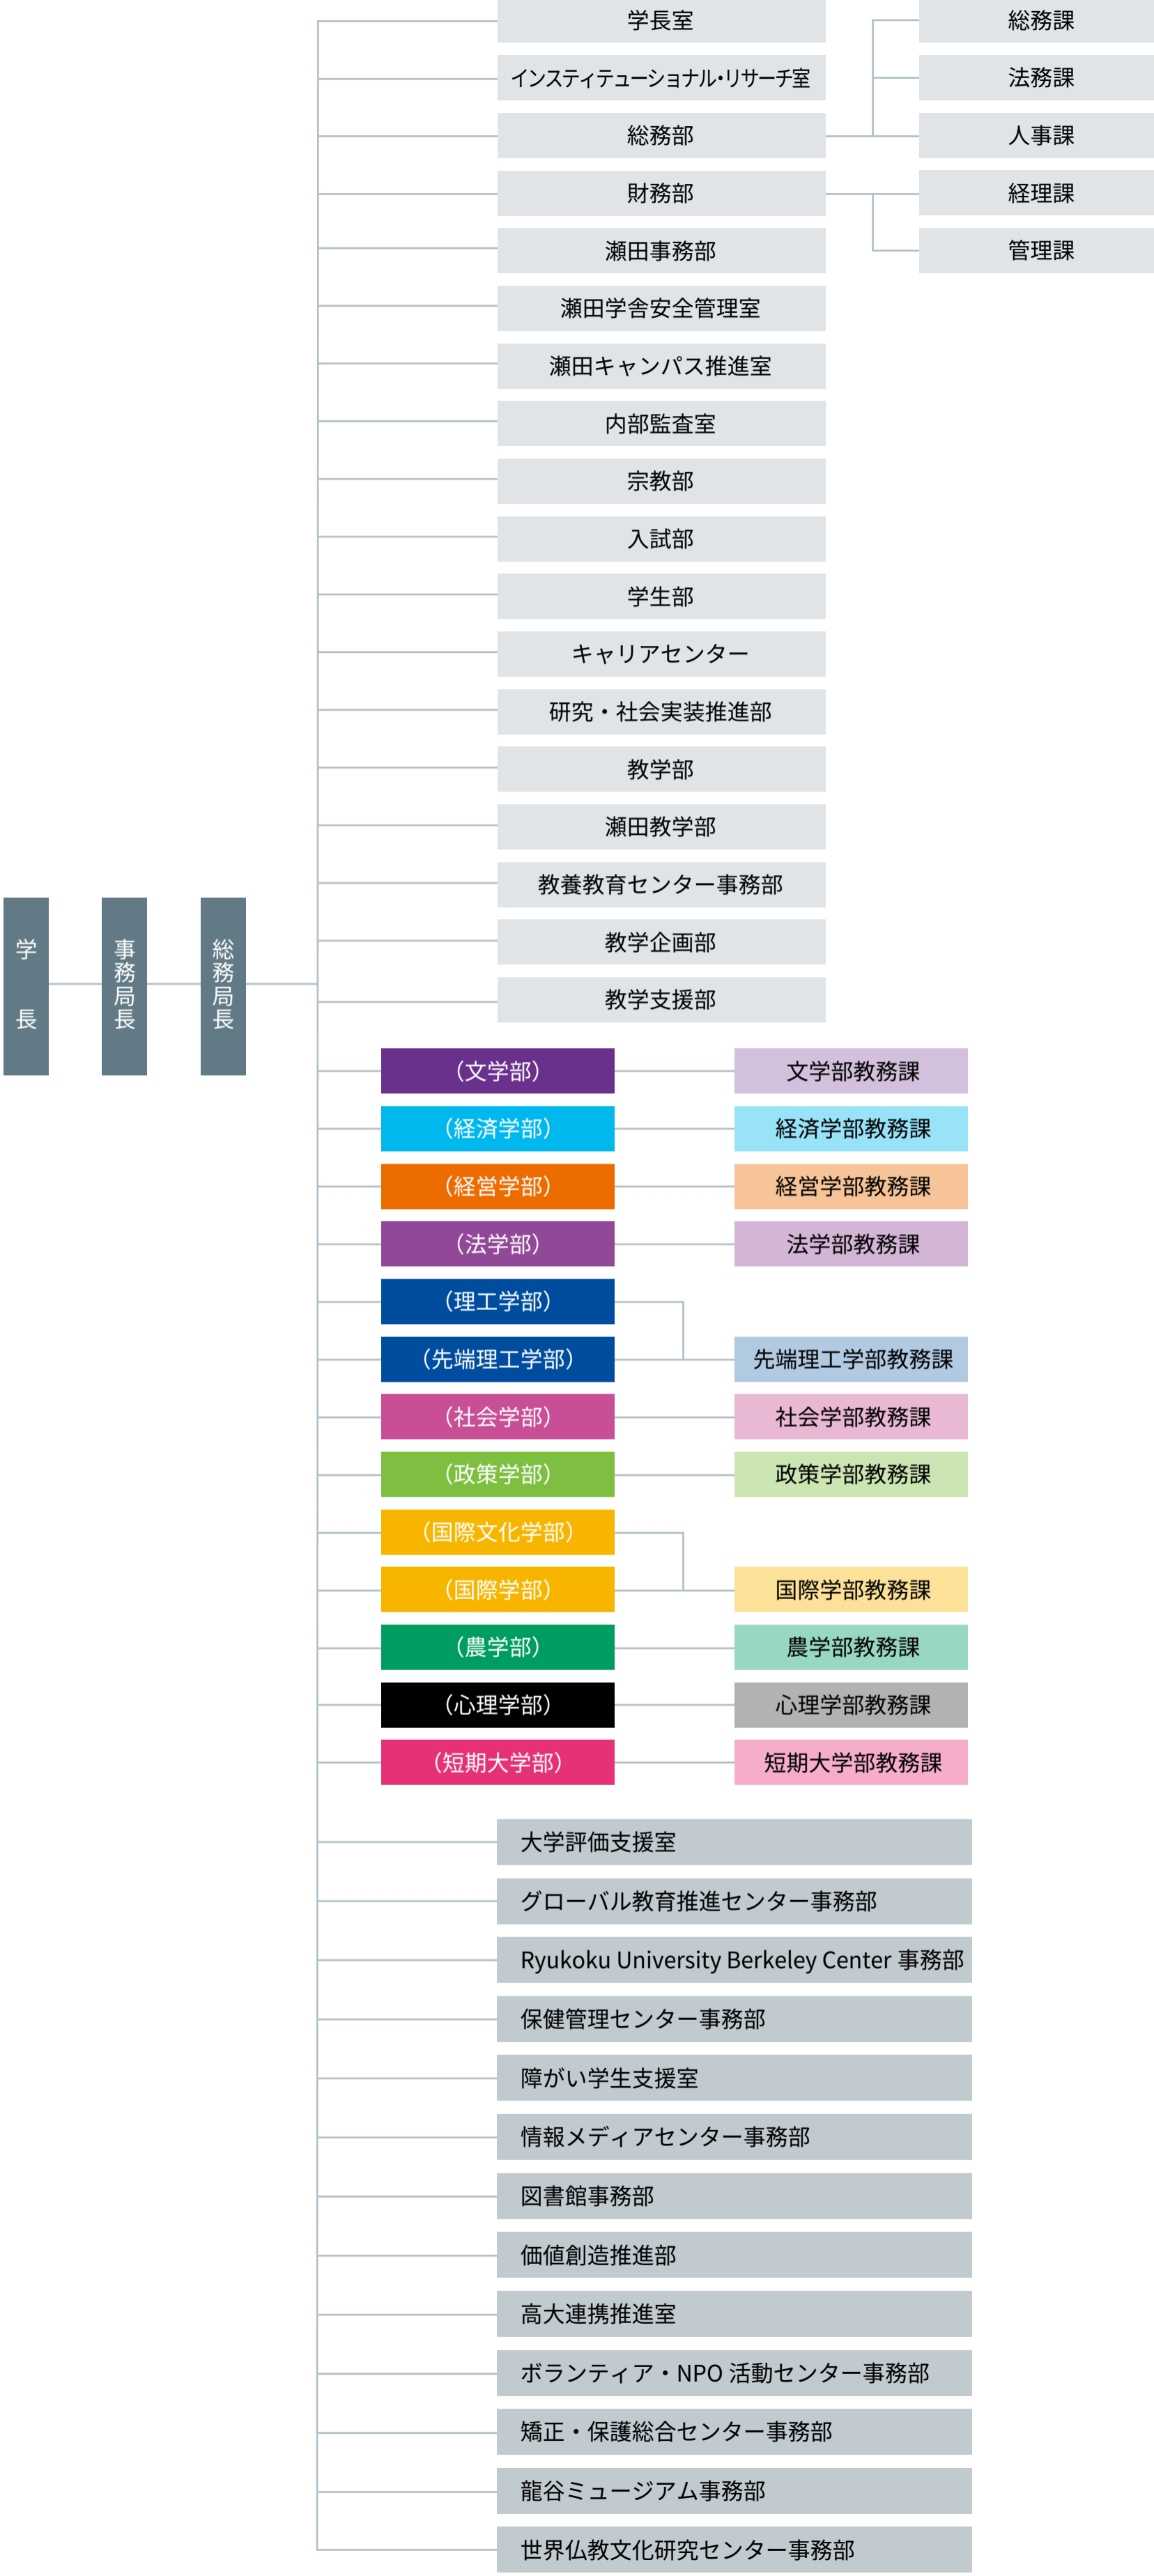 学長
事務局長
総務局長
学長室
インスティテューショナル・リサーチ室
総務部
総務課
法務課
人事課
財務部
経理課
管理課
瀬田事務部
瀬田学舎安全管理室
瀬田キャンパス推進室
内部監査室
宗教部
入試部
学生部
キャリアセンター
研究・社会実装推進部
教学部
瀬田教学部
教養教育センター事務部
教学企画部
教学支援部
（文学部）
文学部教務課
（経済学部）
経済学部教務課
（経営学部）
経営学部教務課
（法学部）
法学部教務課
（理工学部）
（先端理工学部）
先端理工学部教務課
（社会学部）
社会学部教務課
（政策学部）
政策学部教務課
（国際文化学部）
（国際学部）
国際学部教務課
（農学部）
農学部教務課
（心理学部）
心理学部教務課
（短期大学部）
短期大学部教務課
大学評価支援室
グローバル教育推進センター事務部
Ryukoku University Berkeley Center 事務部
保健管理センター事務部
障がい学生支援室
情報メディアセンター事務部
図書館事務部
価値創造推進部
高大連携推進室
ボランティア・NPO 活動センター事務部
矯正・保護総合センター事務部
龍谷ミュージアム事務部
世界仏教文化研究センター事務部